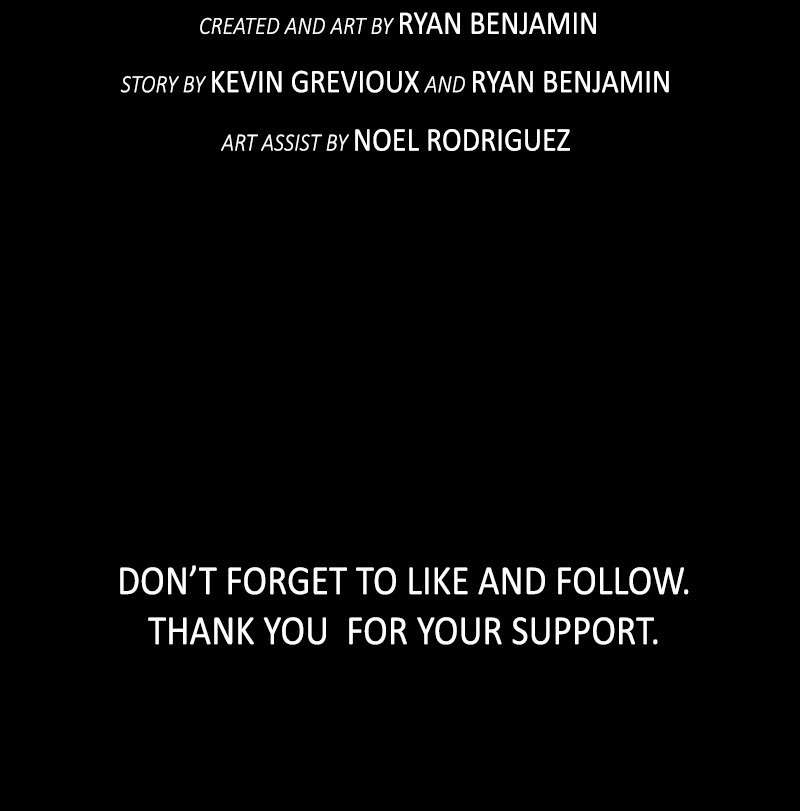 CREATED AND ART BY RYAN BENJAMIN
STORY BY KEVIN GREVIOUX AND RYAN BENJAMIN
ART ASSIST BY NOEL RODRIGUEZ
DON'T FORGET TO LIKE AND FOLLOW.
THANK YOU  FOR YOUR SUPPORT.